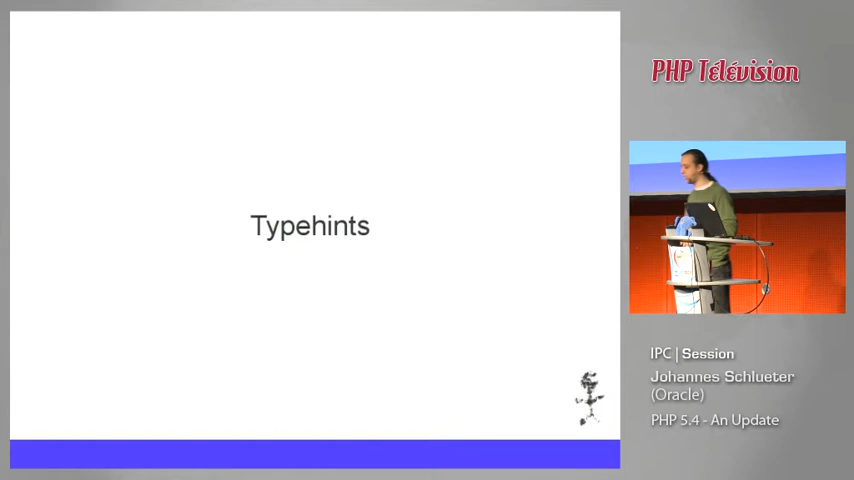 Typehints
PHP Télévision
IPC | Session
Johannes Schlueter
(Oracle)
PHP 5.4 - An Update